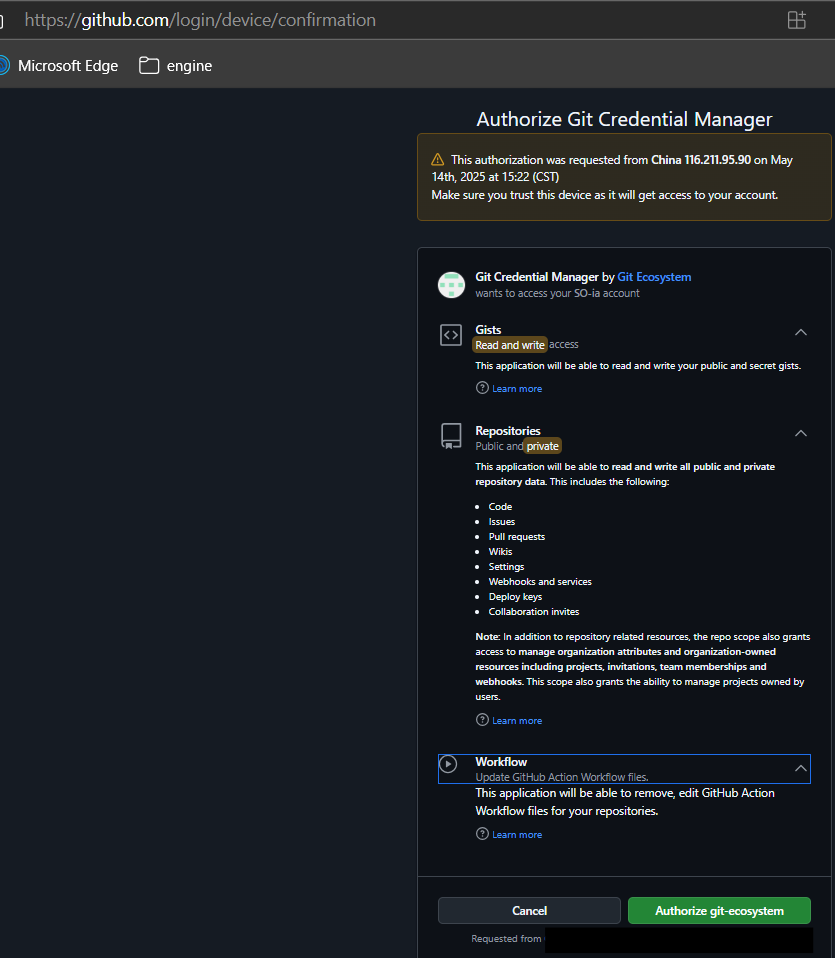 https://github.com/login/device/confirmation
Microsoft Edge engine
Authorize Git Credential Manager
This authorization was requested from China 116.211.95.90 on May
14th, 2025 at 15:22 (CST)
Make sure you trust this device as it will get access to your account.
Git Credential Manager by Git Ecosystem
wants to access your SO-ia account
Gists
Read and write access
This application will be able to read and write your public and secret gists.
Learn more
Repositories
Public and private
This application will be able to read and write all public and private
repository data. This includes the following:
Code
Issues
Pull requests
Wikis
Settings
Webhooks and services
Deploy keys
Collaboration invites
Note: In addition to repository related resources, the repo scope also grants
access to manage organization attributes and organization-owned
resources including projects, invitations, team memberships and
webhooks. This scope also grants the ability to manage projects owned by
users.
Learn more
Workflow
Update GitHub Action Workflow files.
This application will be able to remove, edit GitHub Action
Workflow files for your repositories.
Learn more
Cancel Authorize git-ecosystem
Requested from